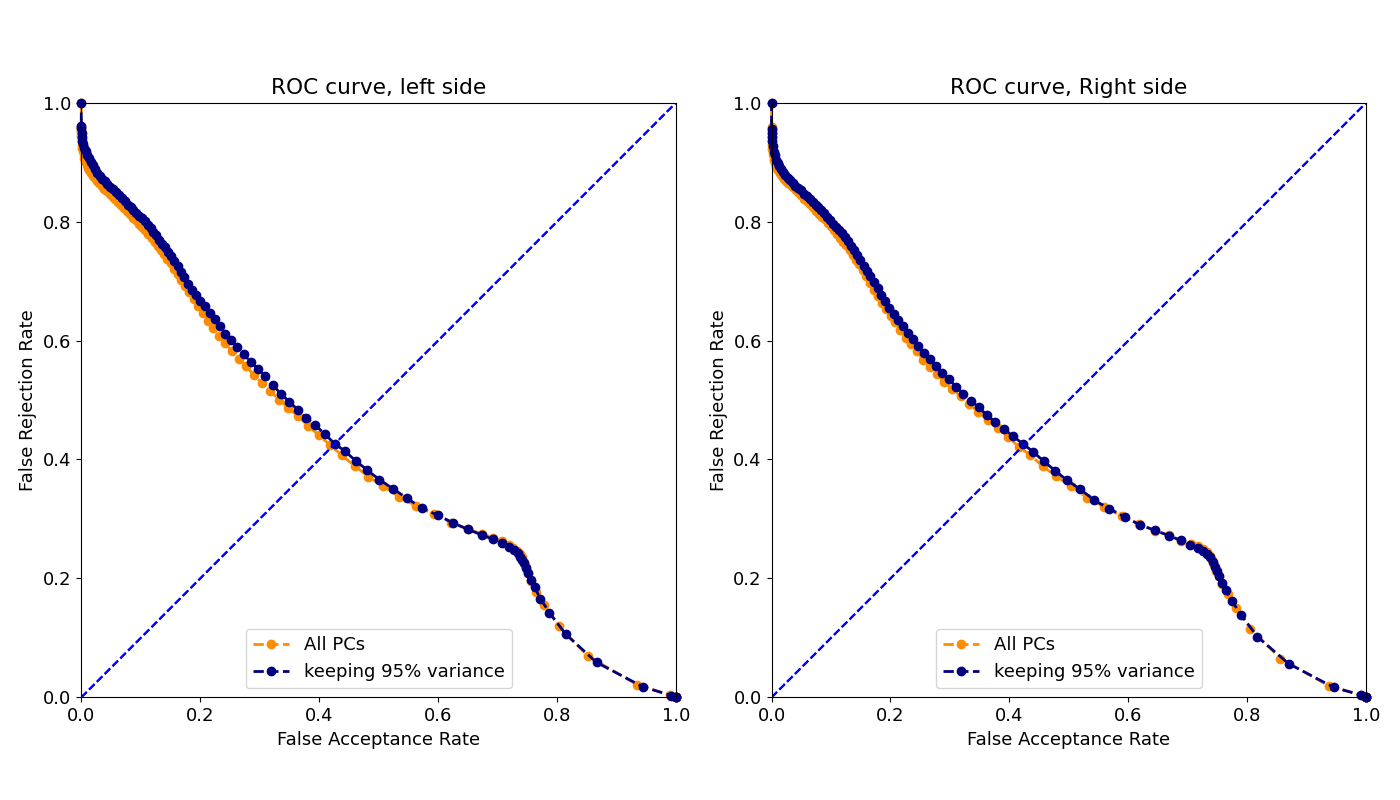 ROC curve, left side
1.0
0.8
0.6
0.4
0.2
0.0
False Rejection Rate
All PCs
keeping 95% variance
0.0 0.2 0.4 0.6 0.8 1.0
False Acceptance Rate
ROC curve, Right side
1.0
0.8
0.6
0.4
0.2
0.0
False Rejection Rate
All PCs
keeping 95% variance
0.0 0.2 0.4 0.6 0.8 1.0
False Acceptance Rate